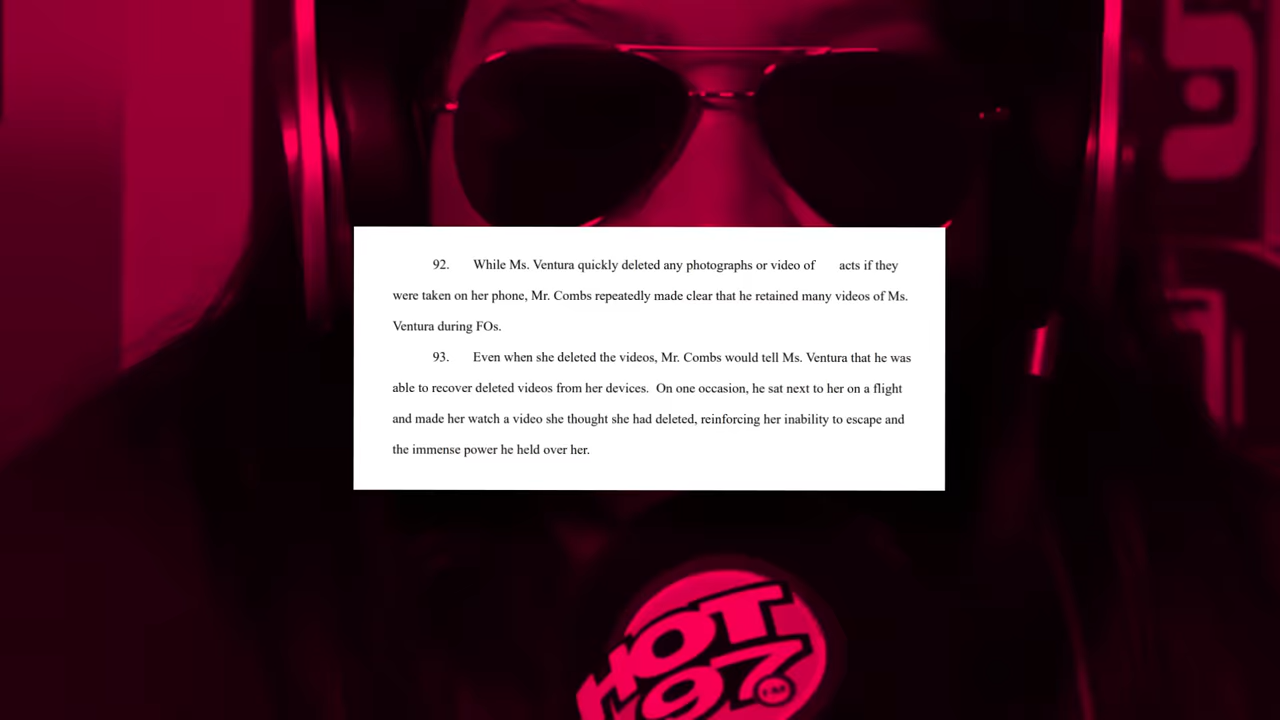 92. While Ms. Ventura quickly deleted any photographs or video of acts if they
were taken on her phone, Mr. Combs repeatedly made clear that he retained many videos of Ms.
Ventura during FOs.
93. Even when she deleted the videos, Mr. Combs would tell Ms. Ventura that he was
able to recover deleted videos from her devices. On one occasion, he sat next to her on a flight
and made her watch a video she thought she had deleted, reinforcing her inability to escape and
the immense power he held over her.
HOT
97